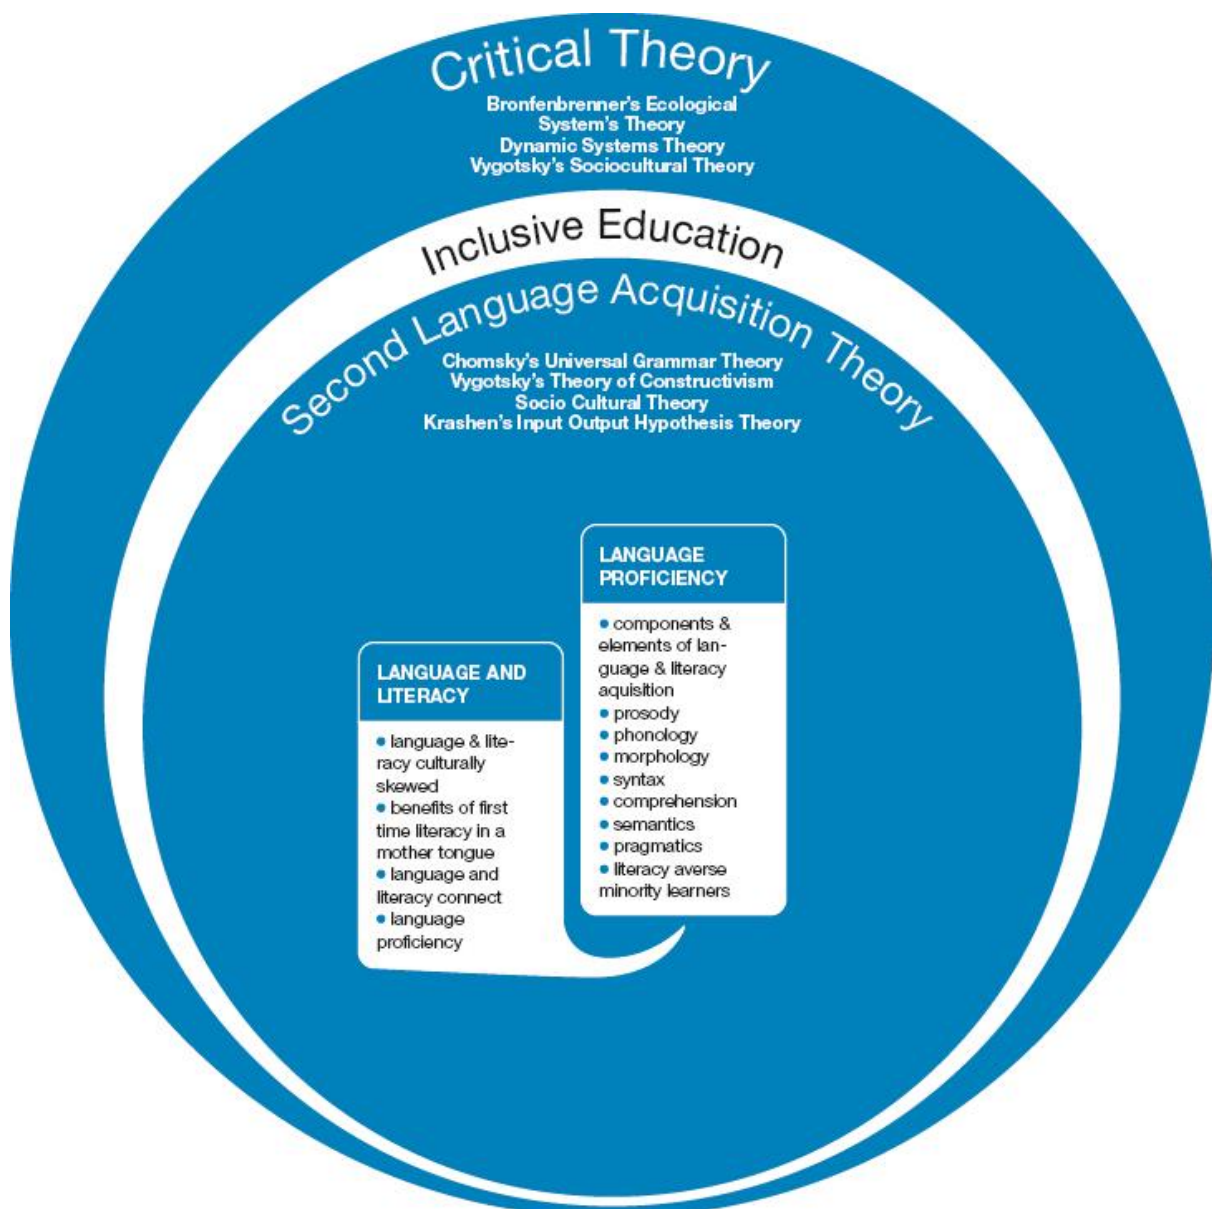 Critical Theory
Bronfenbrenner's Ecological
System's Theory
Dynamic Systems Theory
Vygotsky's Sociocultural Theory
Inclusive Education
Second Language Acquisition Theory
Chomsky's Universal Grammar Theory
Vygotsky's Theory of Constructivism
Socio Cultural Theory
Krashen's Input Output Hypothesis Theory
LANGUAGE AND
LITERACY
• language & lite-
racy culturally
skewed
• benefits of first
time literacy in a
mother tongue
• language and
literacy connect
• language
proficiency
LANGUAGE
PROFICIENCY
• components &
elements of lan-
guage & literacy
aquisition
• prosody
• phonology
• morphology
• syntax
• comprehension
• semantics
• pragmatics
• literacy averse
minority learners